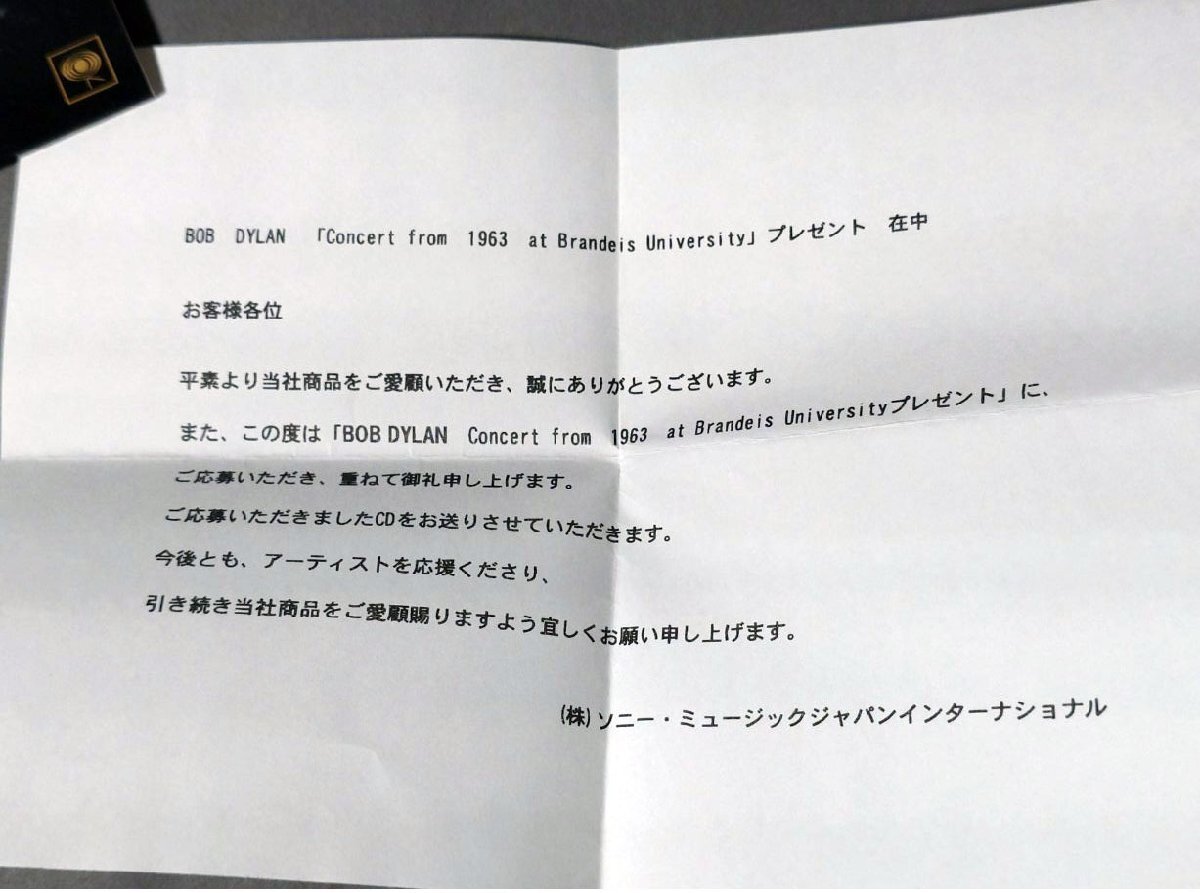 BOB DYLAN 「Concert from 1963 at Brandeis University」プレゼント 在中
お客様各位
平素より当社商品をご愛顧いただき、誠にありがとうございます。
また、この度は「BOB DYLAN Concert from 1963 at Brandeis Universityプレゼント」に、
ご応募いただき、重ねて御礼申し上げます。
ご応募いただきましたCDをお送りさせていただきます。
今後とも、アーティストを応援くださり、
引き続き当社商品をご愛顧賜りますよう宜しくお願い申し上げます。
(株)ソニー・ミュージックジャパンインターナショナル